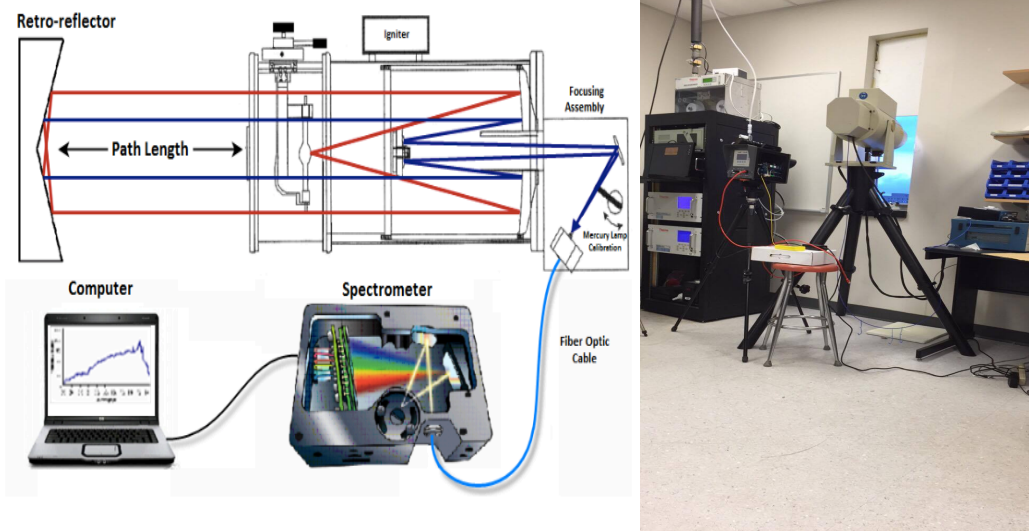 Retro-reflector
Igniter
Focusing
Assembly
Path Length
Mercury Lamp
Calibration
Computer
Spectrometer
Fiber Optic
Cable